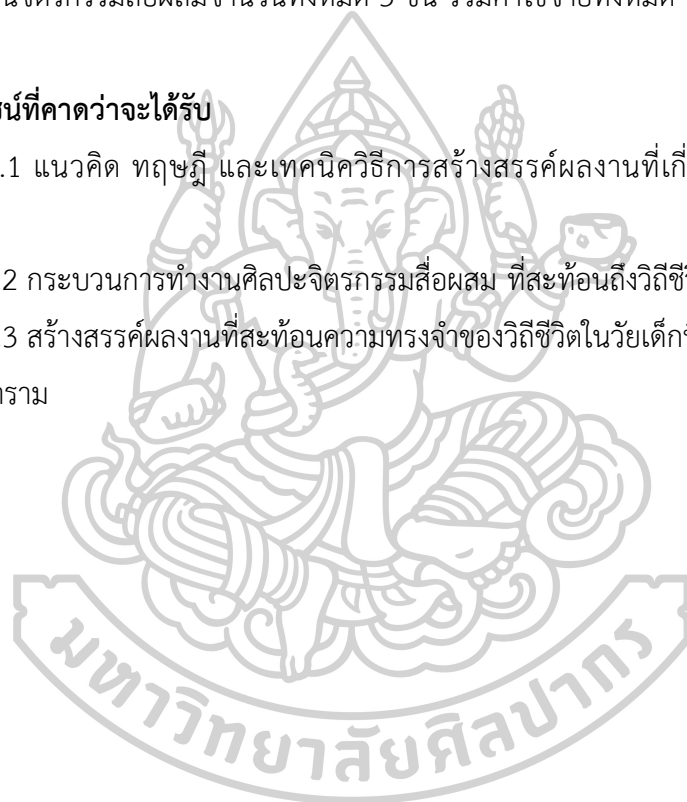 ประโยชน์ที่คาดว่าจะได้รับ
.1 แนวคิด ทฤษฎี และเทคนิควิธีการสร้างสรรค์ผลงานที่เกี่
.2 กระบวนการทำงานศิลปะจิตรกรรมสื่อผสม ที่สะท้อนถึงวิถีชีวิ
.3 สร้างสรรค์ผลงานที่สะท้อนความทรงจำของวิถีชีวิตในวัยเด็ก
าราม
มหาวิทยาลัยศิลปากร